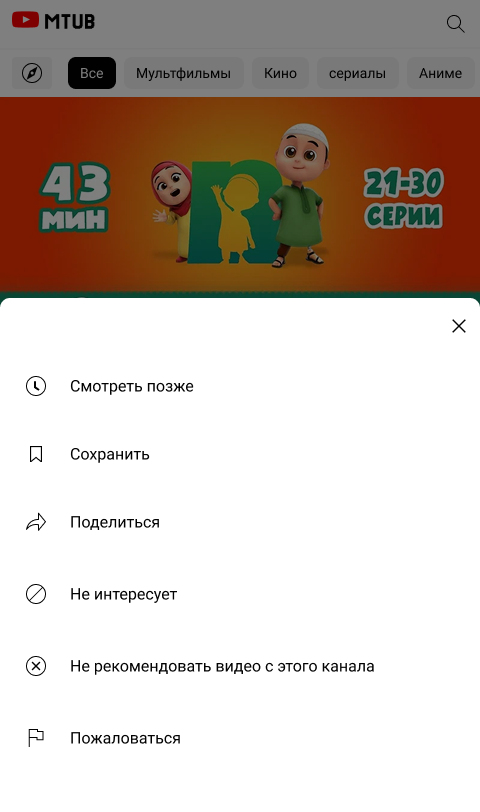 MTUB
Все
Мультфильмы
Кино
сериалы
Аниме
43
МИН
21-30
СЕРИИ
Смотреть позже
Сохранить
Поделиться
Не интересует
Не рекомендовать видео с этого канала
Пожаловаться